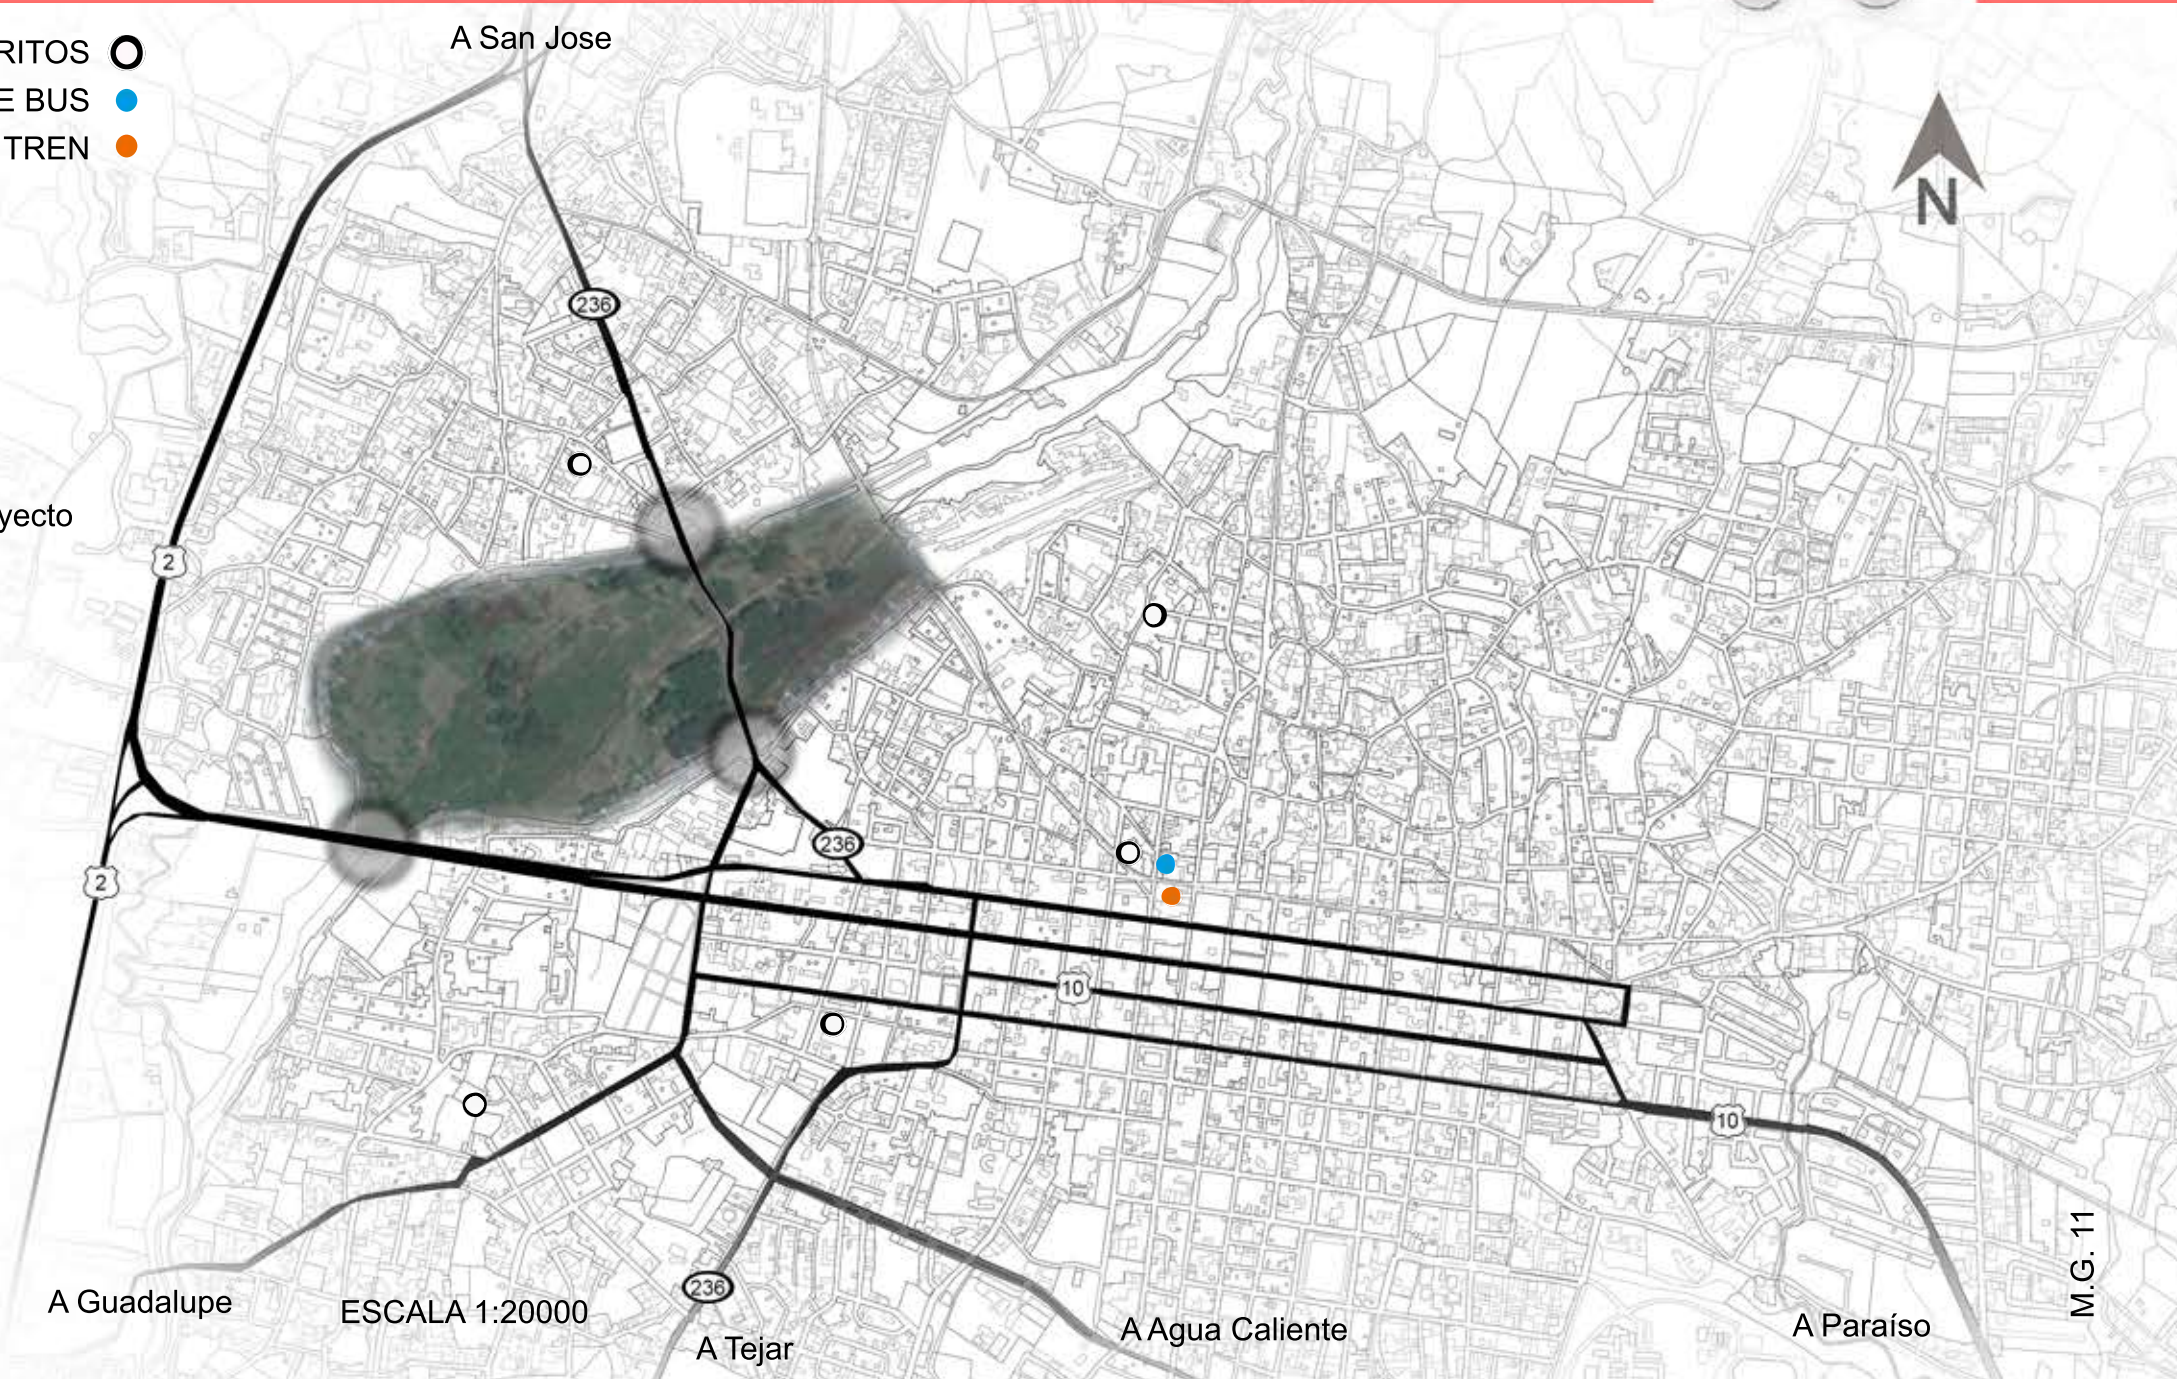 A San Jose
RITOS
E BUS
TREN
N
236
yecto
2
236
2
10
10
M.G. 11
236
A Guadalupe
ESCALA 1:20000
A Tejar
A Agua Caliente
A Paraíso